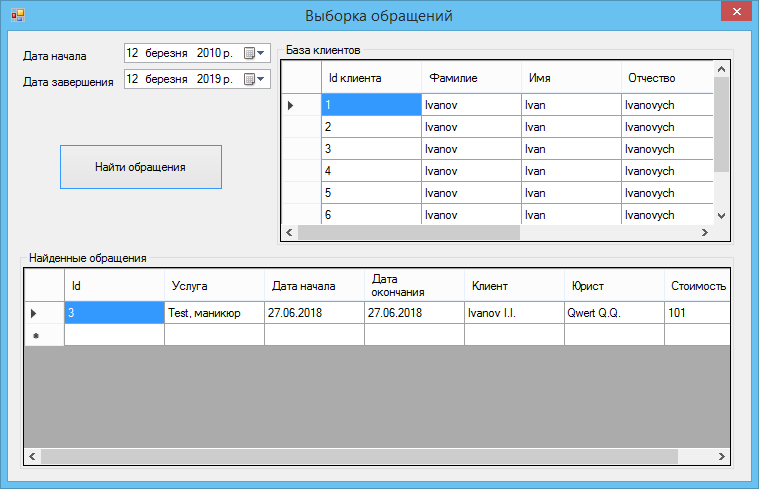 Выборка обращений
Дата начала
12 березня 2010 р.
Дата завершения
12 березня 2019 р.
Найти обращения
База клиентов
Id клиента Фамилие Имя Отчество
1 Ivanov Ivan Ivanovych
2 Ivanov Ivan Ivanovych
3 Ivanov Ivan Ivanovych
4 Ivanov Ivan Ivanovych
5 Ivanov Ivan Ivanovych
6 Ivanov Ivan Ivanovych
Найденные обращения
Id Услуга Дата начала Дата окончания Клиент Юрист Стоимость
3 Test, маникюр 27.06.2018 27.06.2018 Ivanov I.I. Qwert Q.Q. 101